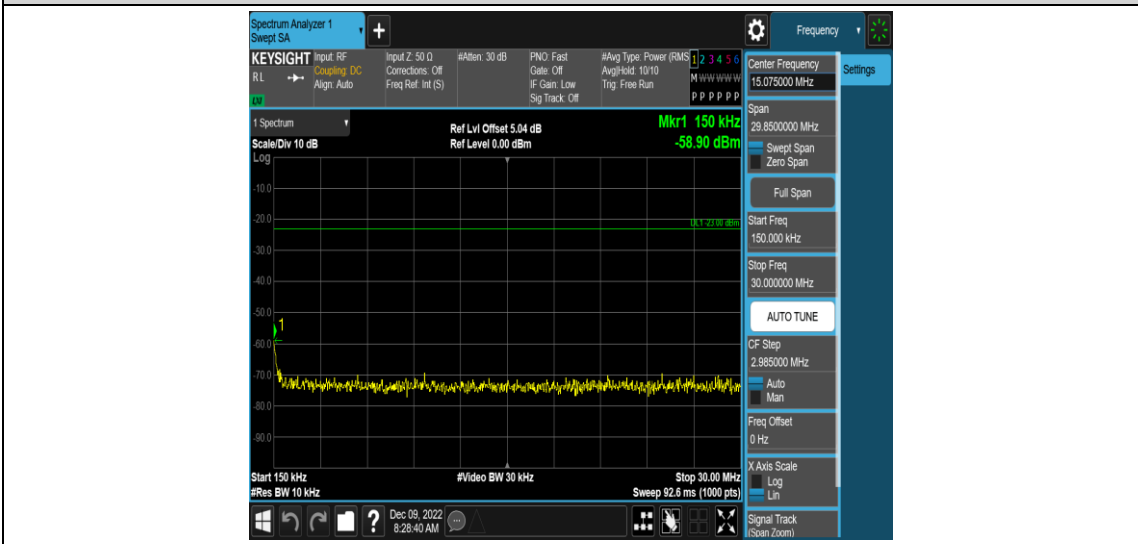 Spectrum Analyzer 1
Swept SA
+
Frequency
KEYSIGHT
RL
LXI
Input: RF
Coupling: DC
Align: Auto
Input Z: 50 Ω
Corrections: Off
Freq Ref: Int (S)
#Atten: 30 dB
PNO: Fast
Gate: Off
IF Gain: Low
Sig Track: Off
#Avg Type: Power (RMS
Avg|Hold: 10/10
Trig: Free Run
1 2 3 4 5 6
M W W W W W
P P P P P P
1 Spectrum
Scale/Div 10 dB
Log
Ref Lvl Offset 5.04 dB
Ref Level 0.00 dBm
Mkr1 150 kHz
-58.90 dBm
-10.0
-20.0
DL1 -23.00 dBm
-30.0
-40.0
-50.0
1
-60.0
-70.0
-80.0
-90.0
Start 150 kHz
#Video BW 30 kHz
Stop 30.00 MHz
#Res BW 10 kHz
Sweep 92.6 ms (1000 pts)
?
Dec 09, 2022
8:28:40 AM
Center Frequency
15.075000 MHz
Settings
Span
29.8500000 MHz
Swept Span
Zero Span
Full Span
Start Freq
150.000 kHz
Stop Freq
30.000000 MHz
AUTO TUNE
CF Step
2.985000 MHz
Auto
Man
Freq Offset
0 Hz
X Axis Scale
Log
Lin
Signal Track
(Span Zoom)